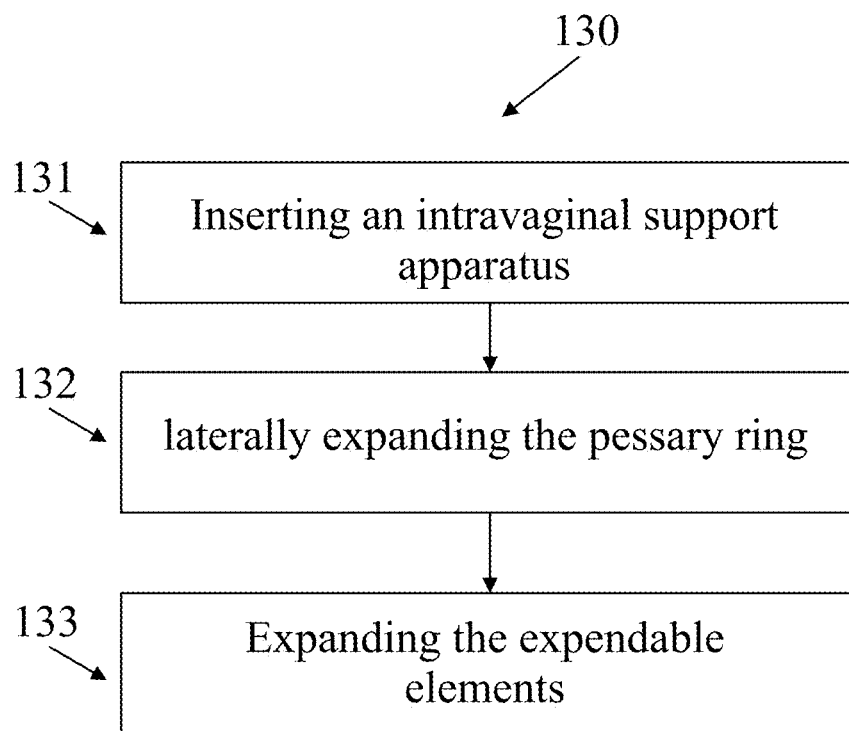 130
131
Inserting an intravaginal support
apparatus
132
laterally expanding the pessary ring
133
Expanding the expendable
elements